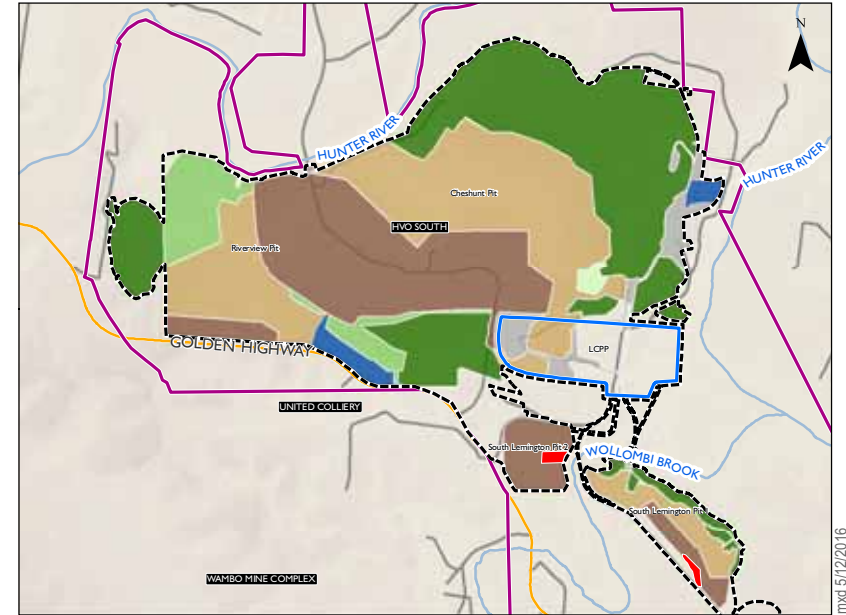 N
HUNTER RIVER
HUNTER RIVER
Cheshunt Pit
HVO SOUTH
Riverview Pit
GOLDEN HIGHWAY
LCPP
UNITED COLLIERY
South Lemington Pit 2
WOLLOMBI BROOK
South Lemington Pit
WAMBO MINE COMPLEX
mxd 5/12/2016